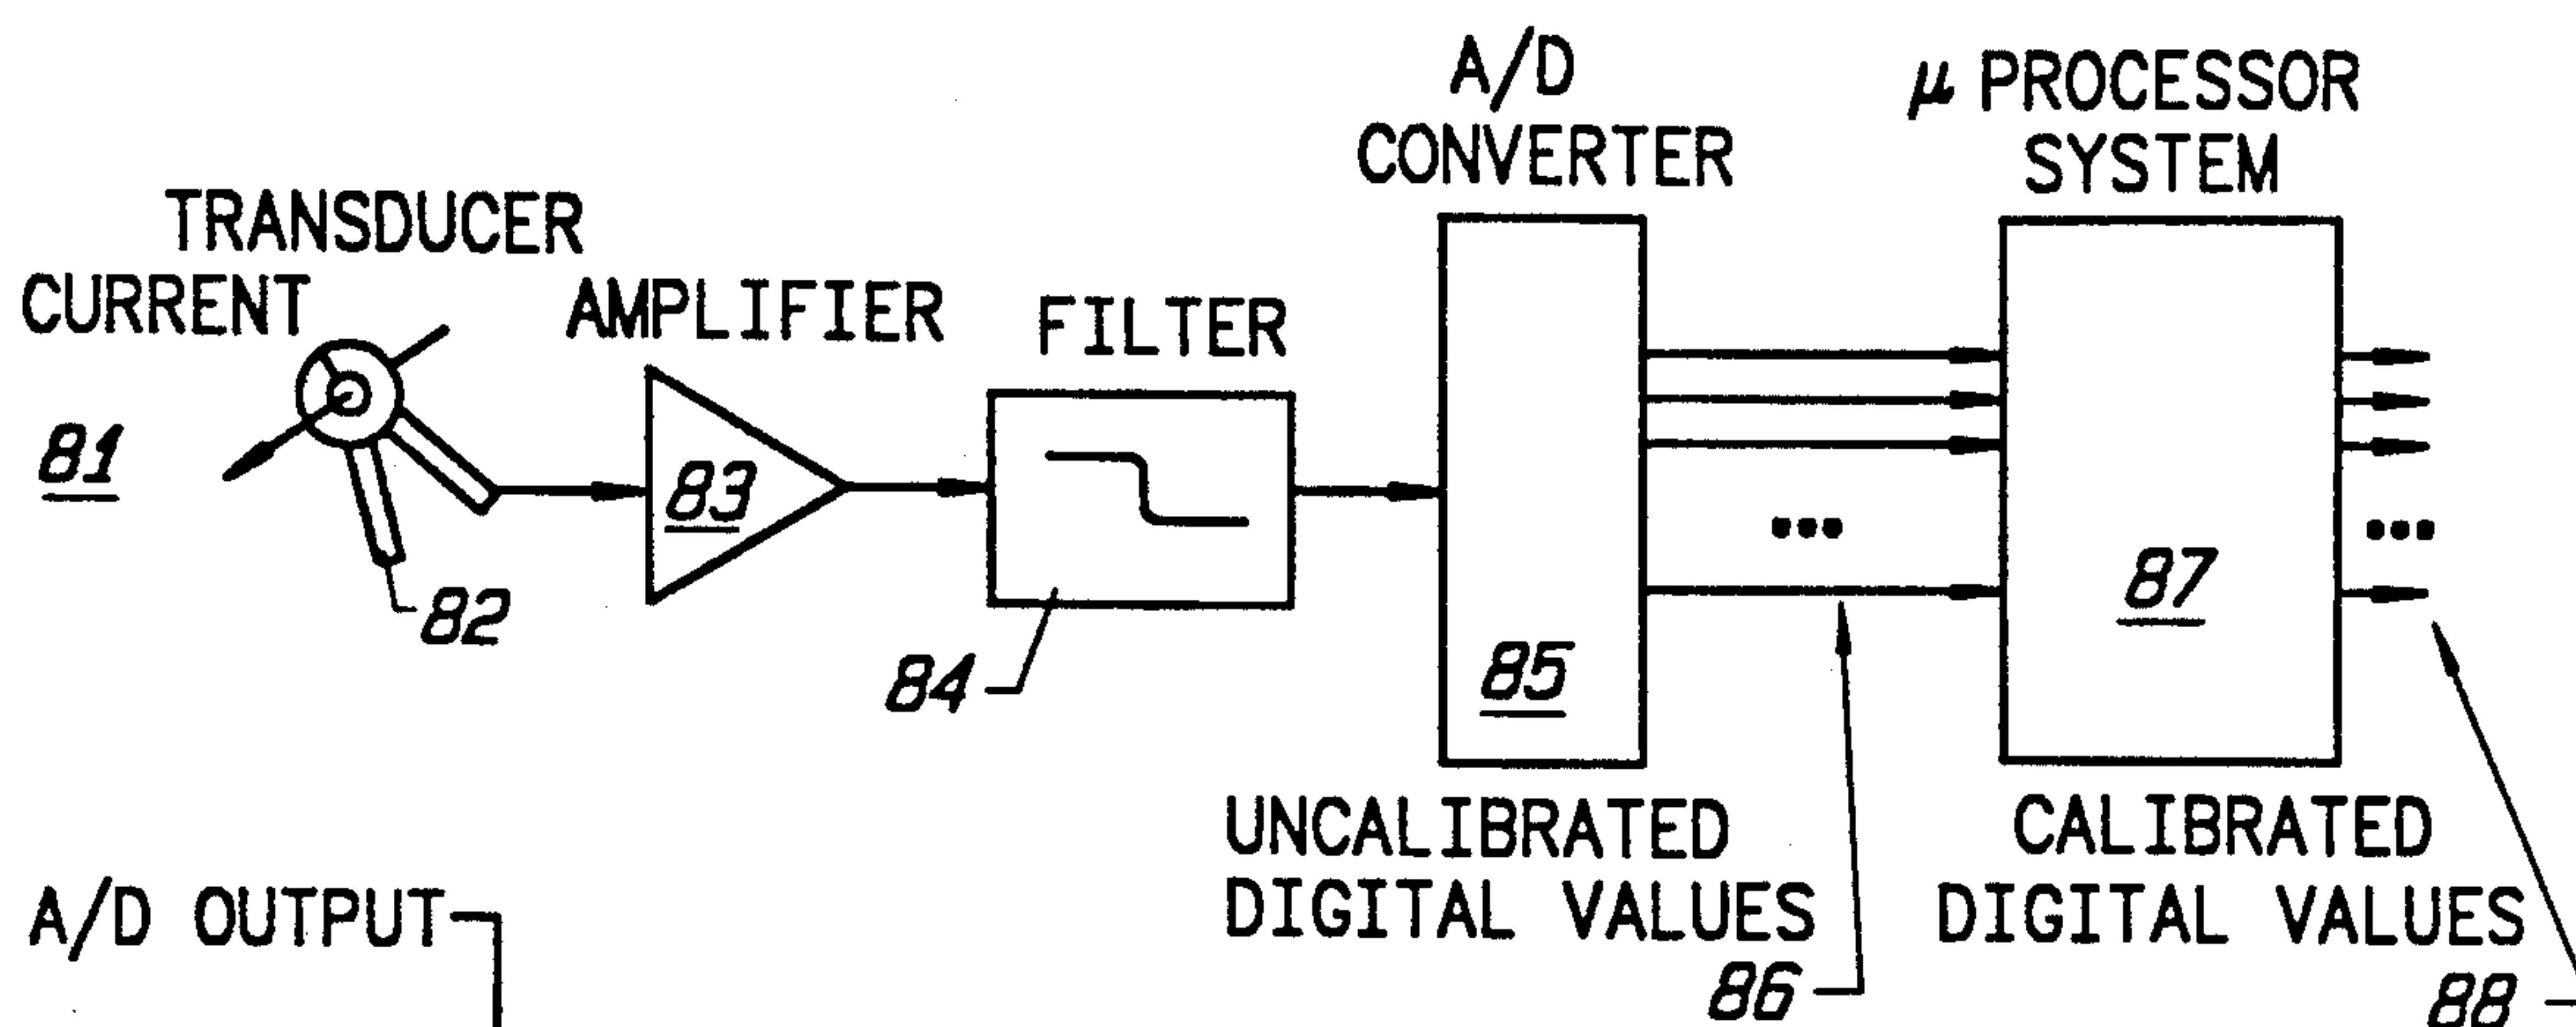 A/D
CONVERTER
μ PROCESSOR
SYSTEM
TRANSDUCER
CURRENT
AMPLIFIER
FILTER
81
82
83
84
85
87
UNCALIBRATED
DIGITAL VALUES
86
CALIBRATED
DIGITAL VALUES
88
A/D OUTPUT